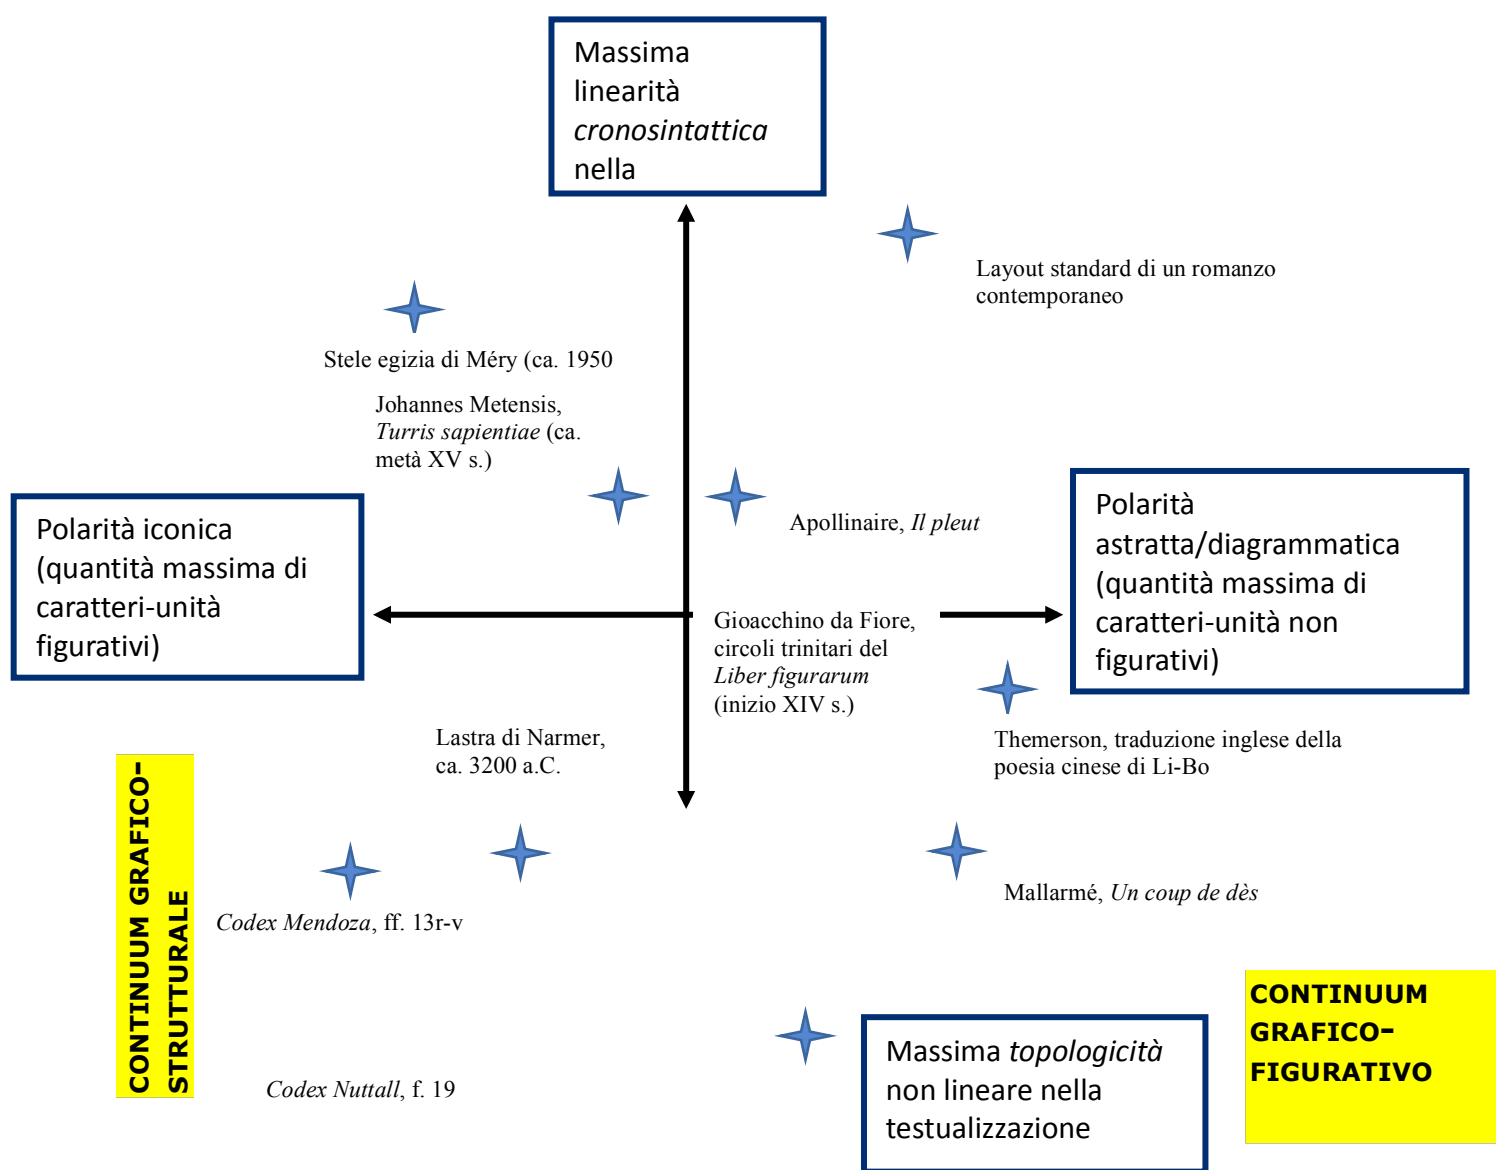 Massima
linearità
cronosintattica
nella
Layout standard di un romanzo
contemporaneo
Stele egizia di Méry (ca. 1950
Johannes Metensis,
Turris sapientiae (ca.
metà XV s.)
Polarità iconica
(quantità massima di
caratteri-unità
figurativi)
Apollinaire, Il pleut
Polarità
astratta/diagrammatica
(quantità massima di
caratteri-unità non
figurativi)
Gioacchino da Fiore,
circoli trinitari del
Liber figurarum
(inizio XIV s.)
Lastra di Narmer,
ca. 3200 a.C.
Themerson, traduzione inglese della
poesia cinese di Li-Bo
CONTINUUM GRAFICO-
STRUTTURALE
Mallarmé, Un coup de dès
Codex Mendoza, ff. 13r-v
Codex Nuttall, f. 19
Massima topologicità
non lineare nella
testualizzazione
CONTINUUM
GRAFICO-
FIGURATIVO